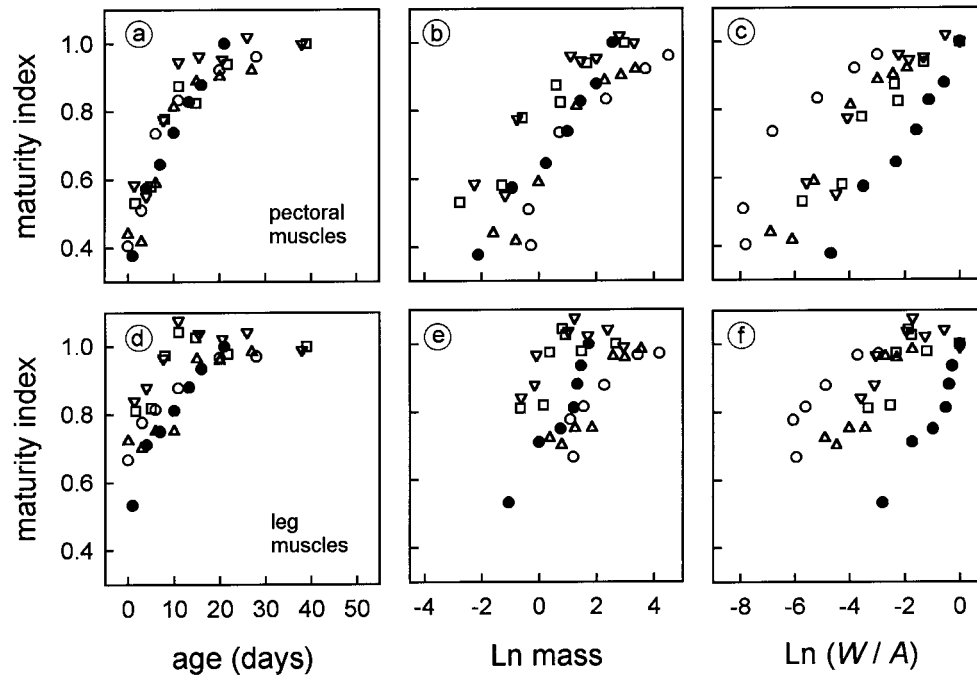 a
b
c
maturity index
1.0
0.8
0.6
0.4
pectoral
muscles
d
e
f
maturity index
1.0
0.8
0.6
0.4
leg
muscles
0 10 20 30 40 50
-4 -2 0 2 4
-8 -6 -4 -2 0
age (days)
Ln mass
Ln (W / A)